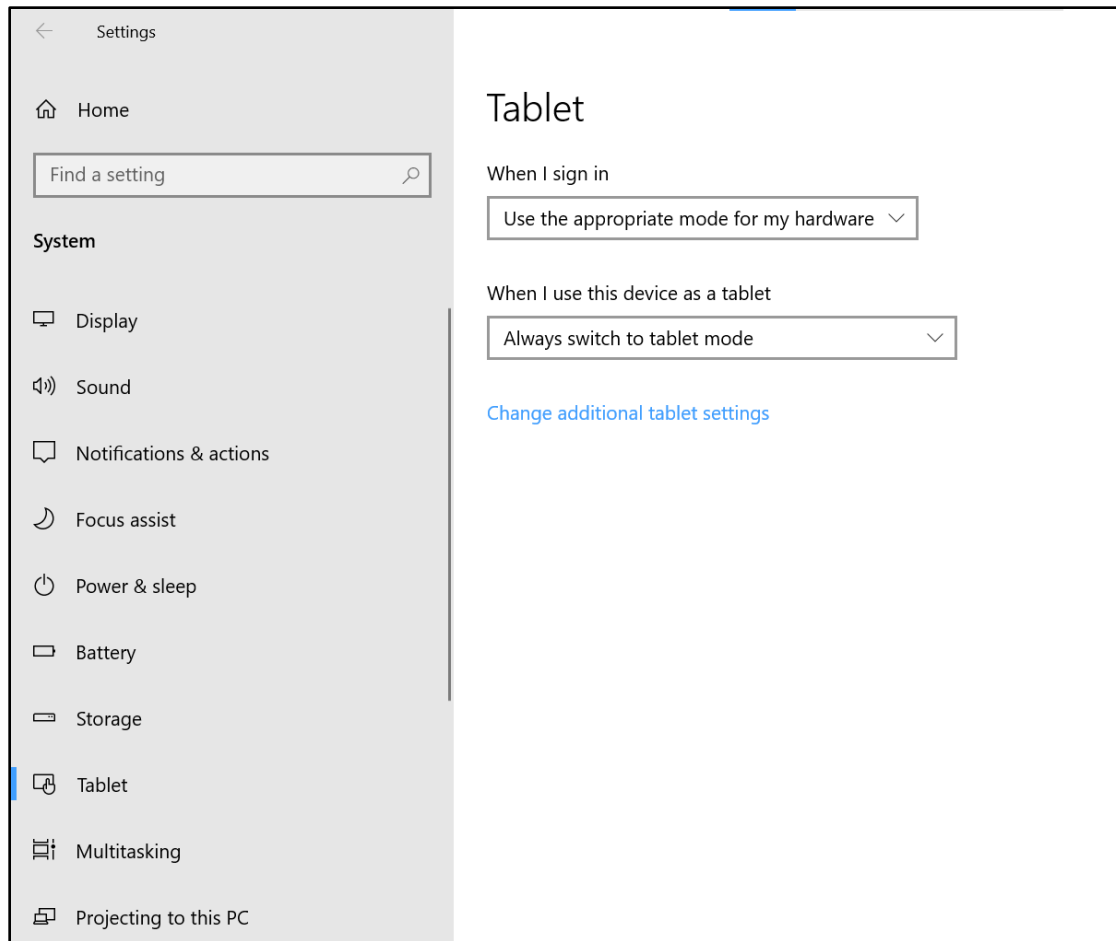 Settings
Home
Find a setting
System
Display
Sound
Notifications & actions
Focus assist
Power & sleep
Battery
Storage
Tablet
Multitasking
Projecting to this PC
Tablet
When I sign in
Use the appropriate mode for my hardware
When I use this device as a tablet
Always switch to tablet mode
Change additional tablet settings